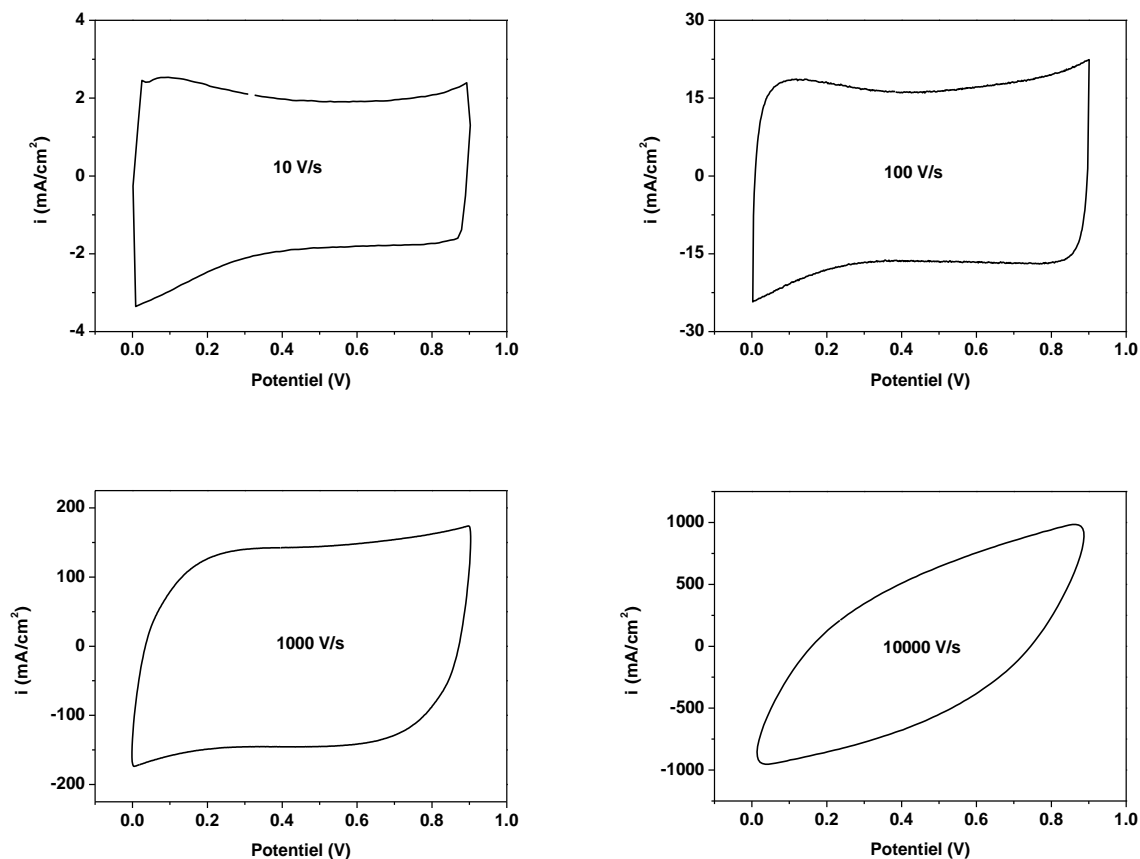 4
2
0
-2
-4
i (mA/cm²)
10 V/s
0.0 0.2 0.4 0.6 0.8 1.0
Potentiel (V)
30
15
0
-15
-30
i (mA/cm²)
100 V/s
0.0 0.2 0.4 0.6 0.8 1.0
Potentiel (V)
200
100
0
-100
-200
i (mA/cm²)
1000 V/s
0.0 0.2 0.4 0.6 0.8 1.0
Potentiel (V)
1000
500
0
-500
-1000
i (mA/cm²)
10000 V/s
0.0 0.2 0.4 0.6 0.8 1.0
Potentiel (V)